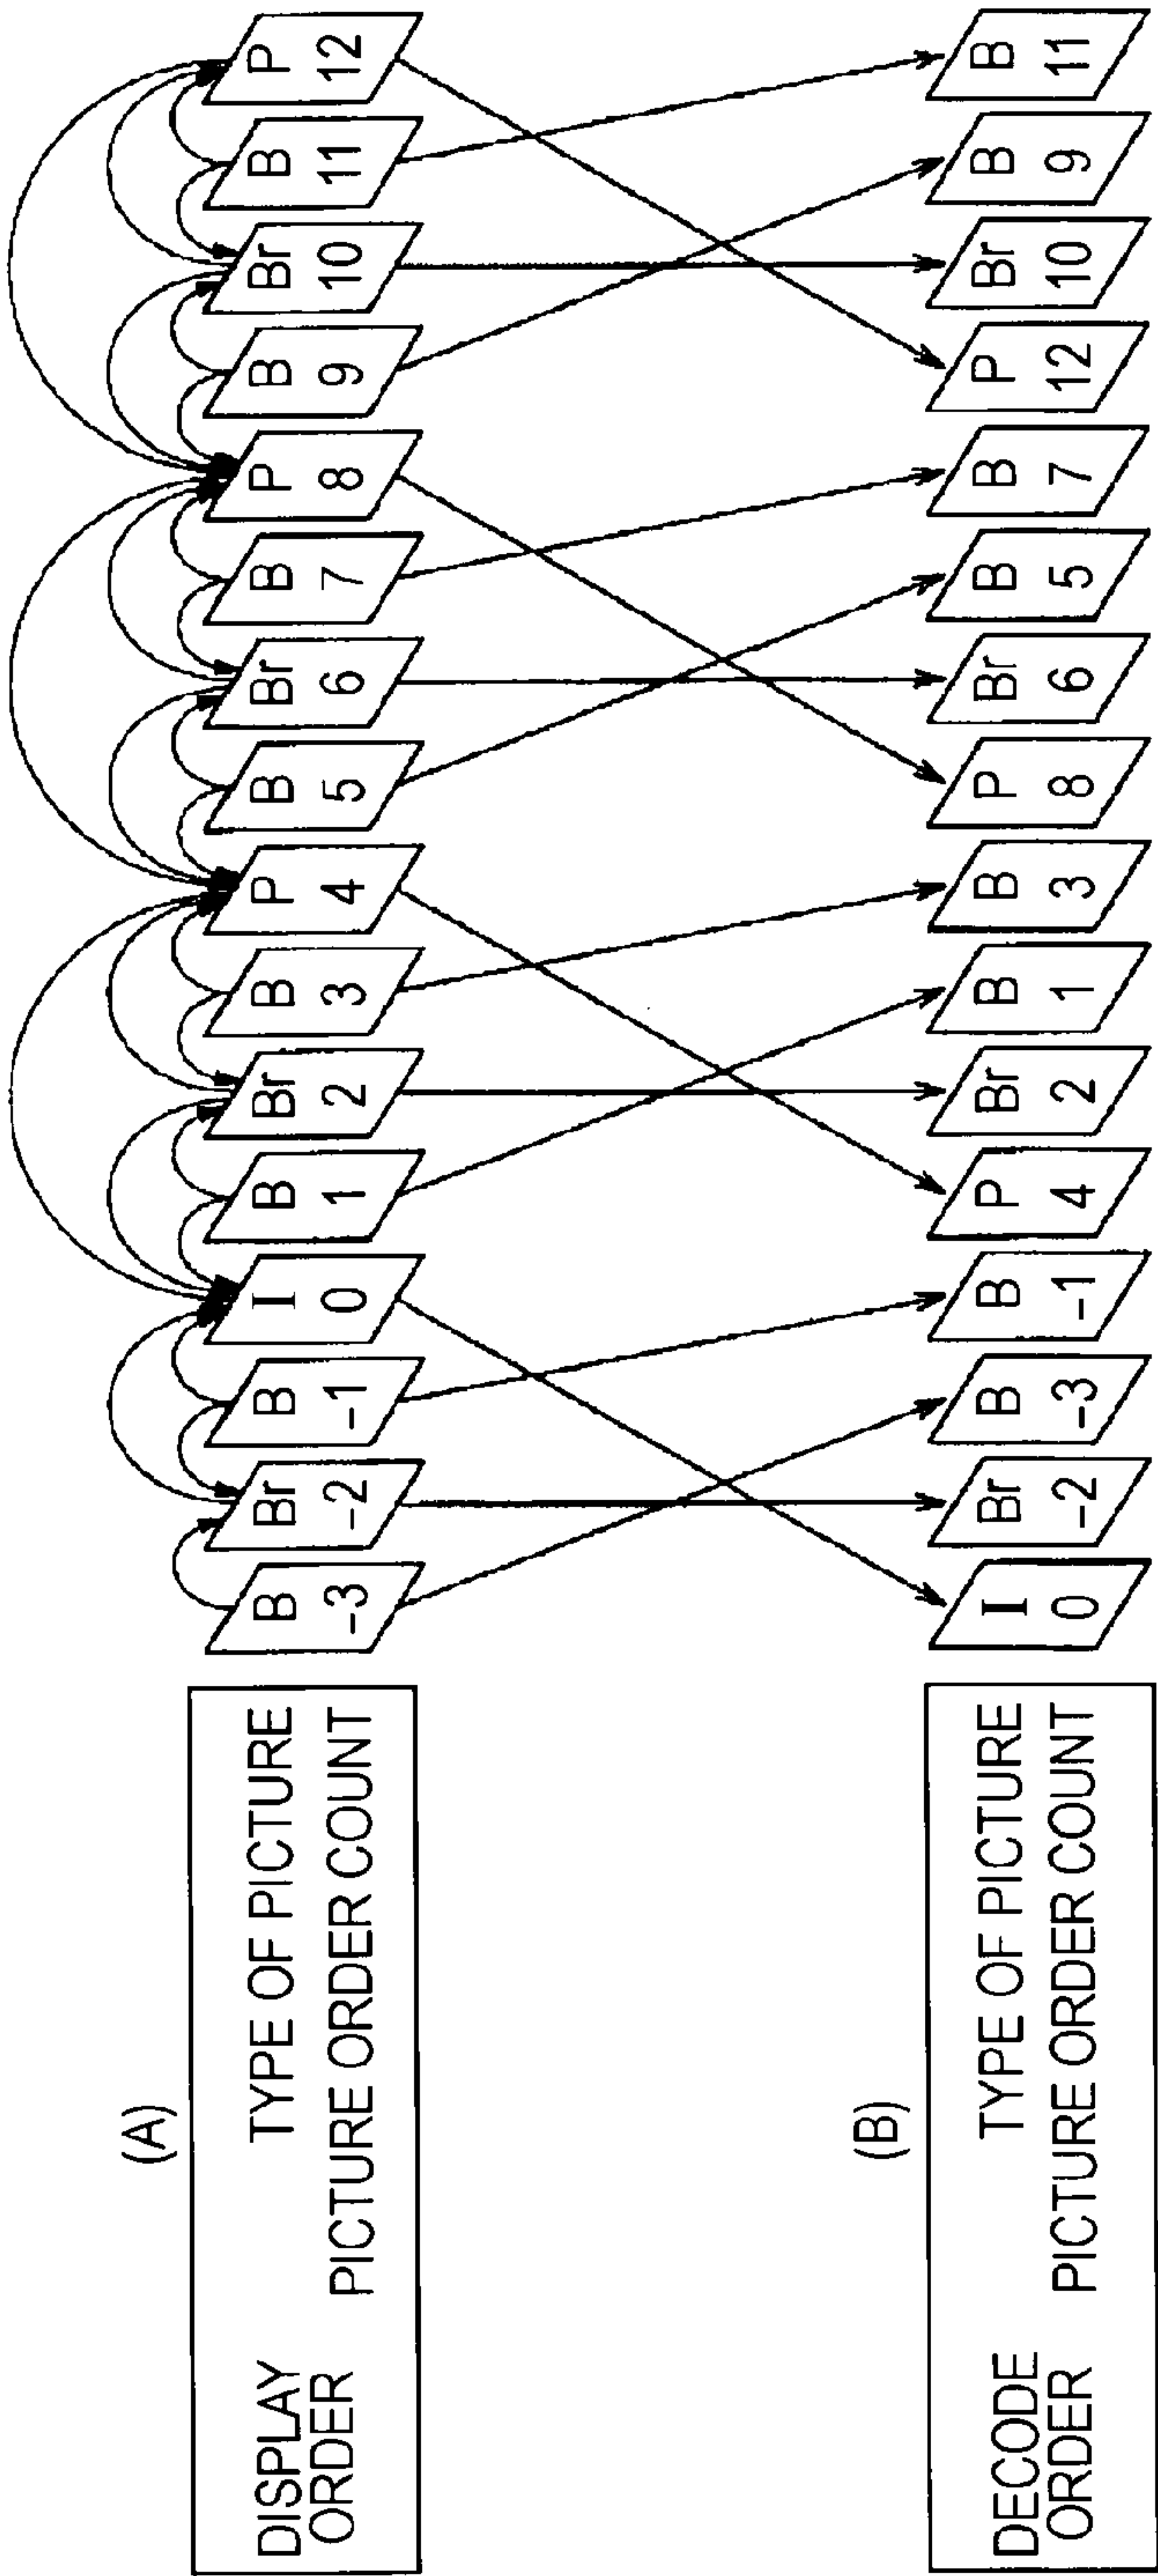 (A)
DISPLAY ORDER
TYPE OF PICTURE
PICTURE ORDER COUNT
B Br B I B Br B P B Br B P B Br B P
-3 -2 -1 0 1 2 3 4 5 6 7 8 9 10 11 12
(B)
DECODE ORDER
TYPE OF PICTURE
PICTURE ORDER COUNT
I Br B B P Br B B P Br B B P Br B B
0 -2 -3 -1 4 2 1 3 8 6 5 7 12 10 9 11